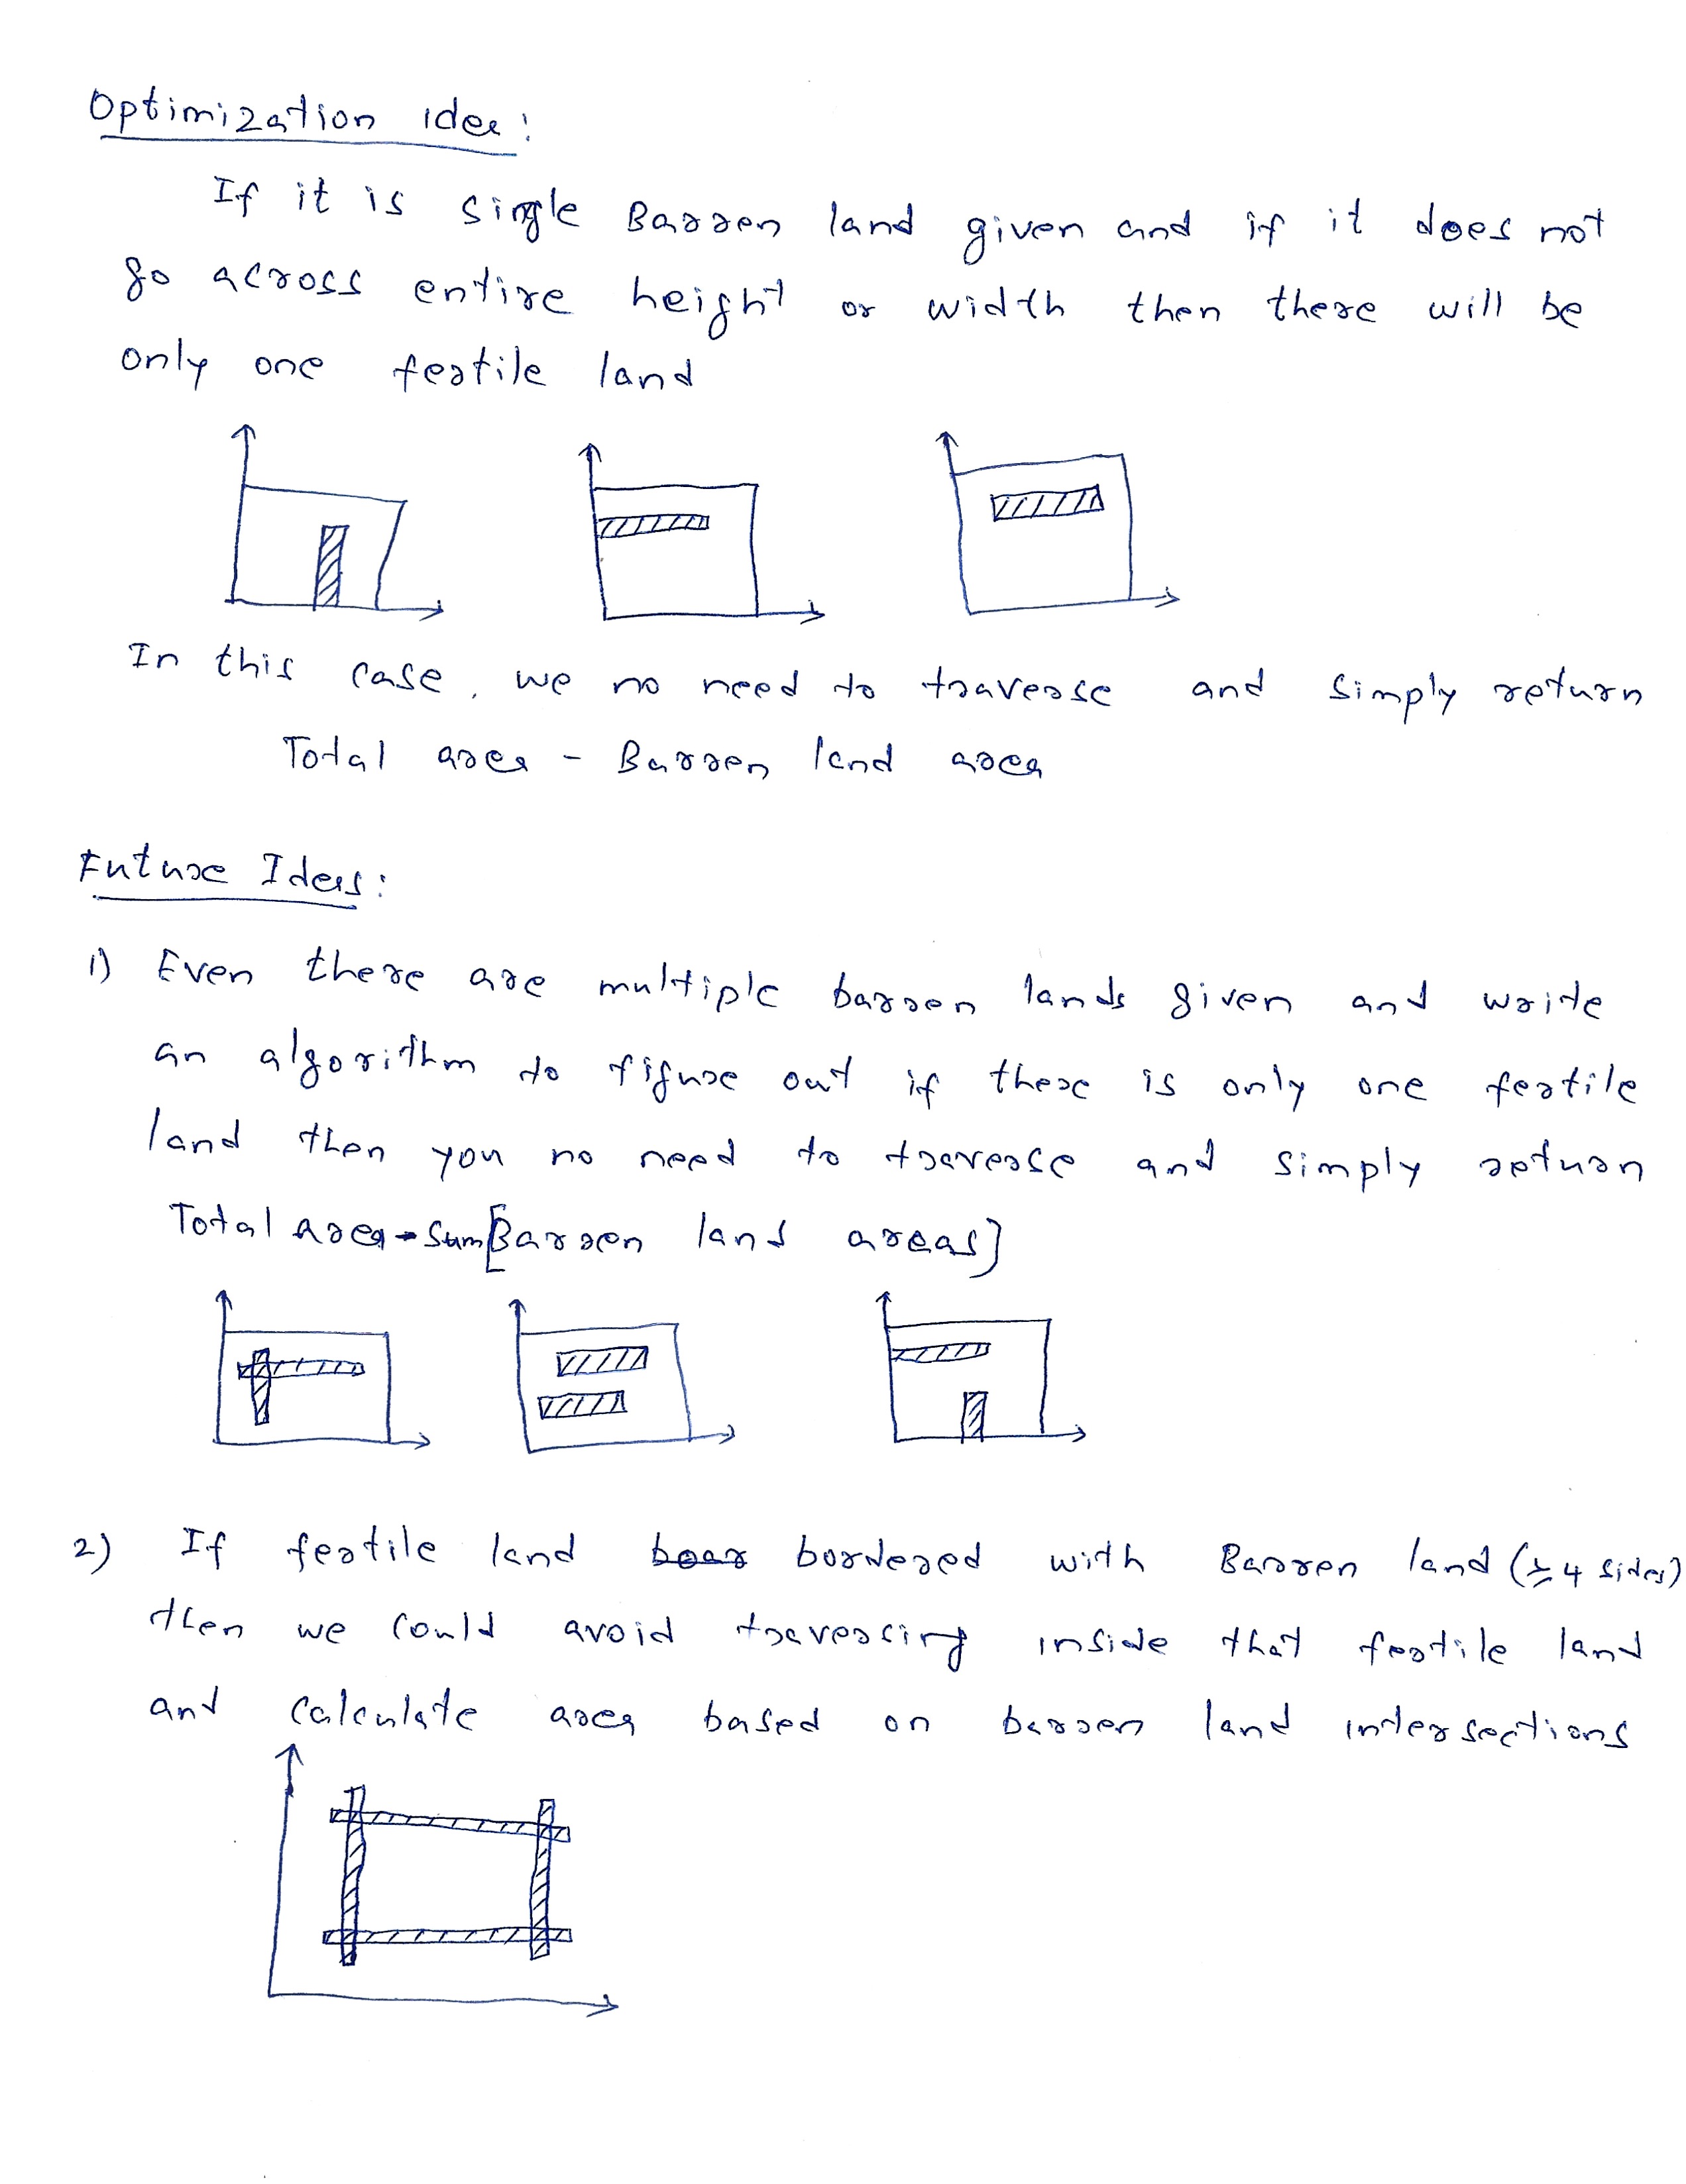 Optimization idea:
If it is single Barren land given and if it does not
go across entire height or width then there will be
only one fertile land
In this case, we no need to traverse and simply return
Total area - Barren land area
Future Ideas:
1) Even there are multiple barren lands given and write
an algorithm to figure out if there is only one fertile
land then you no need to traverse and simply return
Total area - Sum[Barren land areas]
2) If fertile land boar bordered with Barren land (≥ 4 sides)
then we could avoid traversing inside that fertile land
and calculate area based on barren land intersections